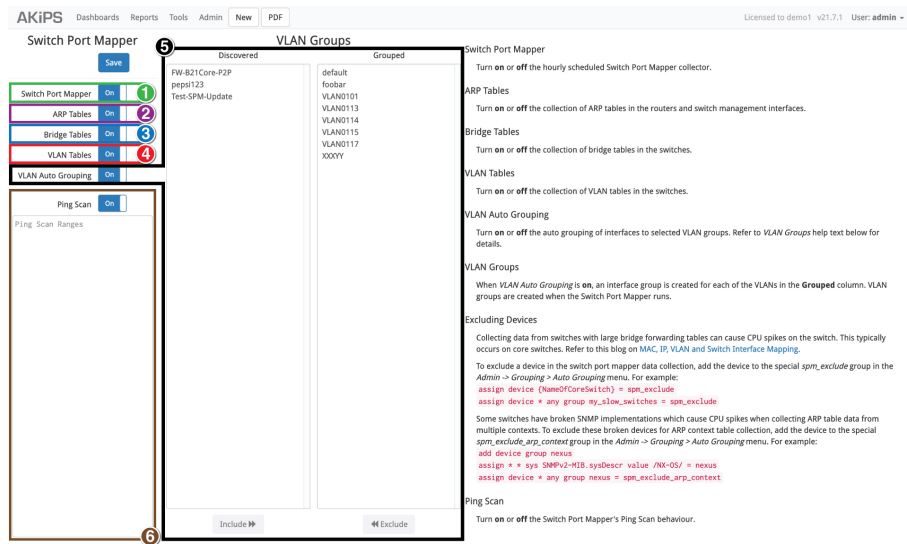 AKiPS Dashboards Reports Tools Admin New PDF Licensed to demo1 v21.7.1 User: admin
Switch Port Mapper
Save
Switch Port Mapper On 1
ARP Tables On 2
Bridge Tables On 3
VLAN Tables On 4
VLAN Auto Grouping On
Ping Scan On
Ping Scan Ranges
6
VLAN Groups
5
Discovered
FW-B21Core-P2P
pepsi123
Test-SPM-Update
Include
Grouped
default
foobar
VLAN0101
VLAN0113
VLAN0114
VLAN0115
VLAN0117
XXXYY
Exclude
Switch Port Mapper
Turn on or off the hourly scheduled Switch Port Mapper collector.
ARP Tables
Turn on or off the collection of ARP tables in the routers and switch management interfaces.
Bridge Tables
Turn on or off the collection of bridge tables in the switches.
VLAN Tables
Turn on or off the collection of VLAN tables in the switches.
VLAN Auto Grouping
Turn on or off the auto grouping of interfaces to selected VLAN groups. Refer to VLAN Groups help text below for
details.
VLAN Groups
When VLAN Auto Grouping is on, an interface group is created for each of the VLANs in the Grouped column. VLAN
groups are created when the Switch Port Mapper runs.
Excluding Devices
Collecting data from switches with large bridge forwarding tables can cause CPU spikes on the switch. This typically
occurs on core switches. Refer to this blog on MAC, IP, VLAN and Switch Interface Mapping.
To exclude a device in the switch port mapper data collection, add the device to the special spm_exclude group in the
Admin -> Grouping > Auto Grouping menu. For example:
assign device {NameOfCoreSwitch} = spm_exclude
assign device * any group my_slow_switches = spm_exclude
Some switches have broken SNMP implementations which cause CPU spikes when collecting ARP table data from
multiple contexts. To exclude these broken devices for ARP context table collection, add the device to the special
spm_exclude_arp_context group in the Admin -> Grouping > Auto Grouping menu. For example:
add device group nexus
assign * * sys SNMPv2-MIB.sysDescr value /NX-OS/ = nexus
assign device * any group nexus = spm_exclude_arp_context
Ping Scan
Turn on or off the Switch Port Mapper's Ping Scan behaviour.